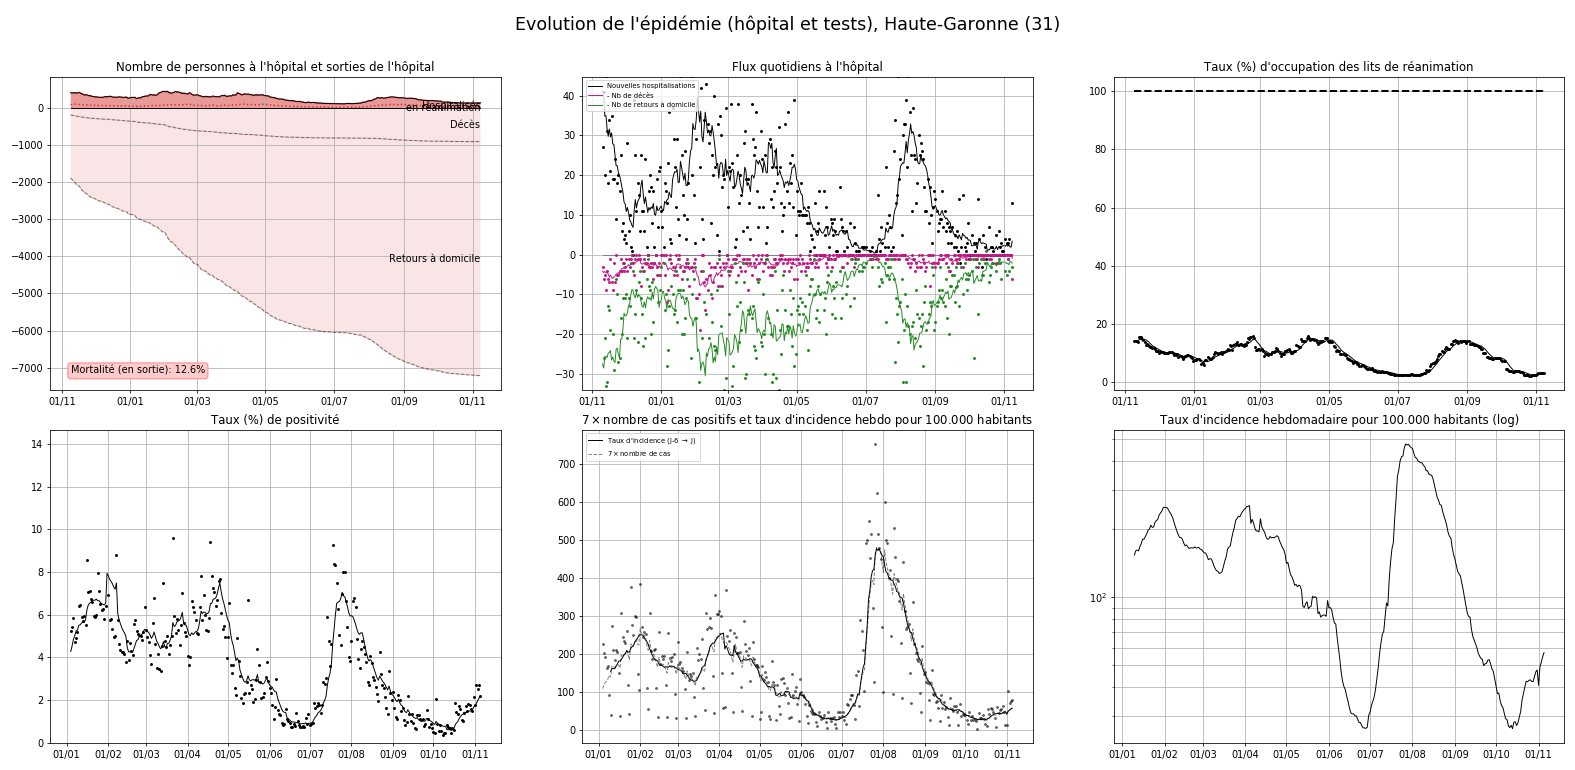 Evolution de l'épidémie (hôpital et tests), Haute-Garonne (31)
Nombre de personnes à l'hôpital et sorties de l'hôpital
0
−1000
−2000
−3000
−4000
−5000
−6000
−7000
en réanimation
Décès
Retours à domicile
Mortalité (en sortie): 12.6%
01/11 01/01 01/03 01/05 01/07 01/09 01/11
Flux quotidiens à l'hôpital
Nouvelles hospitalisations
- Nb de décès
- Nb de retours à domicile
40
30
20
10
0
−10
−20
−30
01/11 01/01 01/03 01/05 01/07 01/09 01/11
Taux (%) d'occupation des lits de réanimation
100
80
60
40
20
0
01/11 01/01 01/03 01/05 01/07 01/09 01/11
Taux (%) de positivité
14
12
10
8
6
4
2
0
01/01 01/02 01/03 01/04 01/05 01/06 01/07 01/08 01/09 01/10 01/11
7 × nombre de cas positifs et taux d'incidence hebdo pour 100.000 habitants
Taux d'incidence (J-6 → J)
7 × nombre de cas
700
600
500
400
300
200
100
0
01/01 01/02 01/03 01/04 01/05 01/06 01/07 01/08 01/09 01/10 01/11
Taux d'incidence hebdomadaire pour 100.000 habitants (log)
10²
01/01 01/02 01/03 01/04 01/05 01/06 01/07 01/08 01/09 01/10 01/11